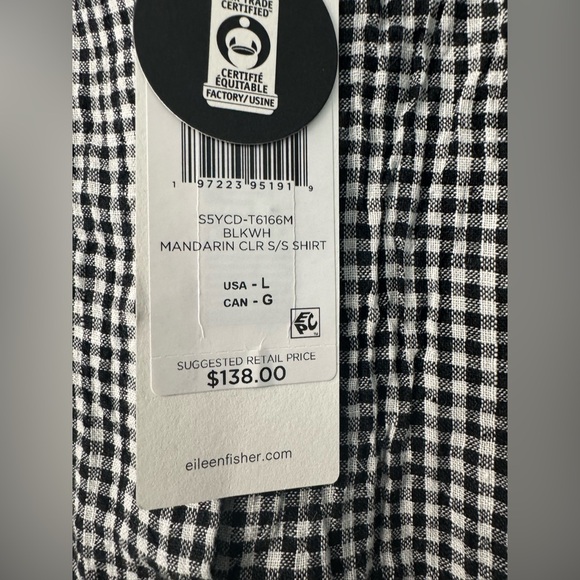 TRADE
CERTIFIED
CERTIFIÉ
ÉQUITABLE
FACTORY/USINE
1 97223 95191 9
S5YCD-T6166M
BLKWH
MANDARIN CLR S/S SHIRT
USA - L
CAN - G
EPC
SUGGESTED RETAIL PRICE
$138.00
eileenfisher.com